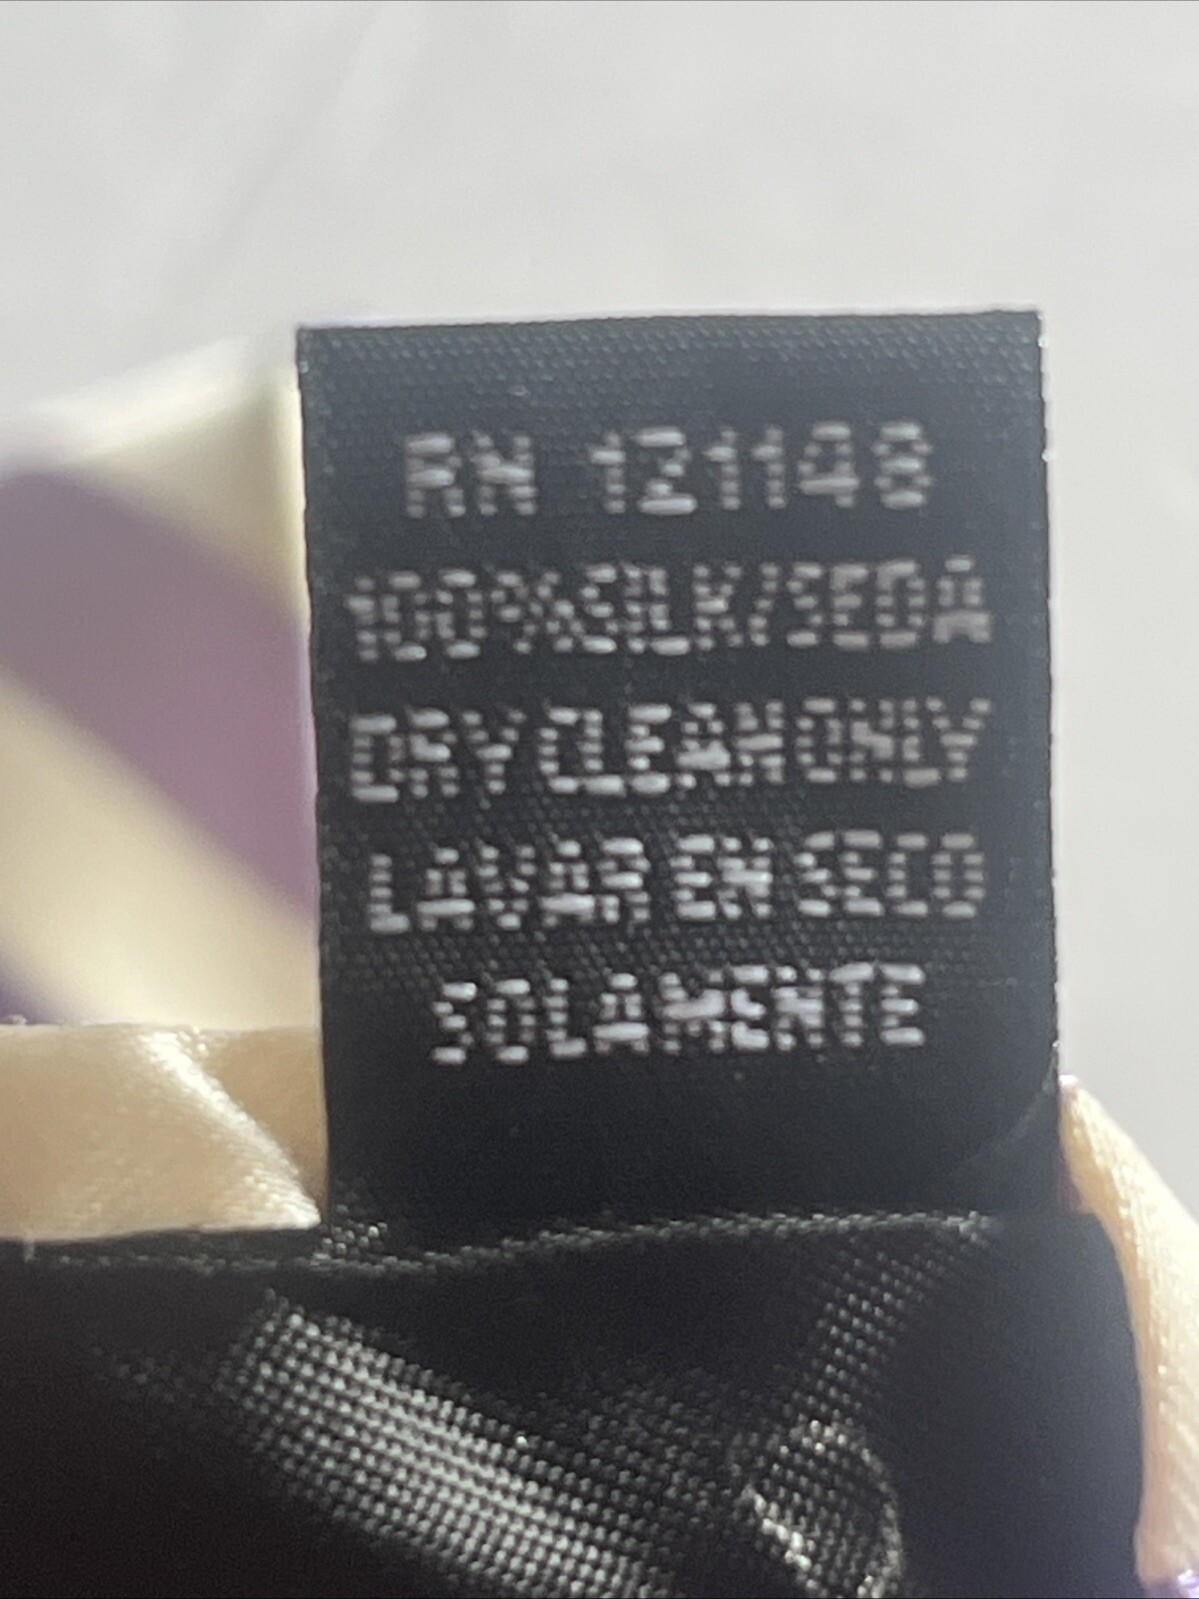 RN 121148
100%SILK/SEDA
DRY CLEAN ONLY
LAVAR EN SECO
SOLAMENTE